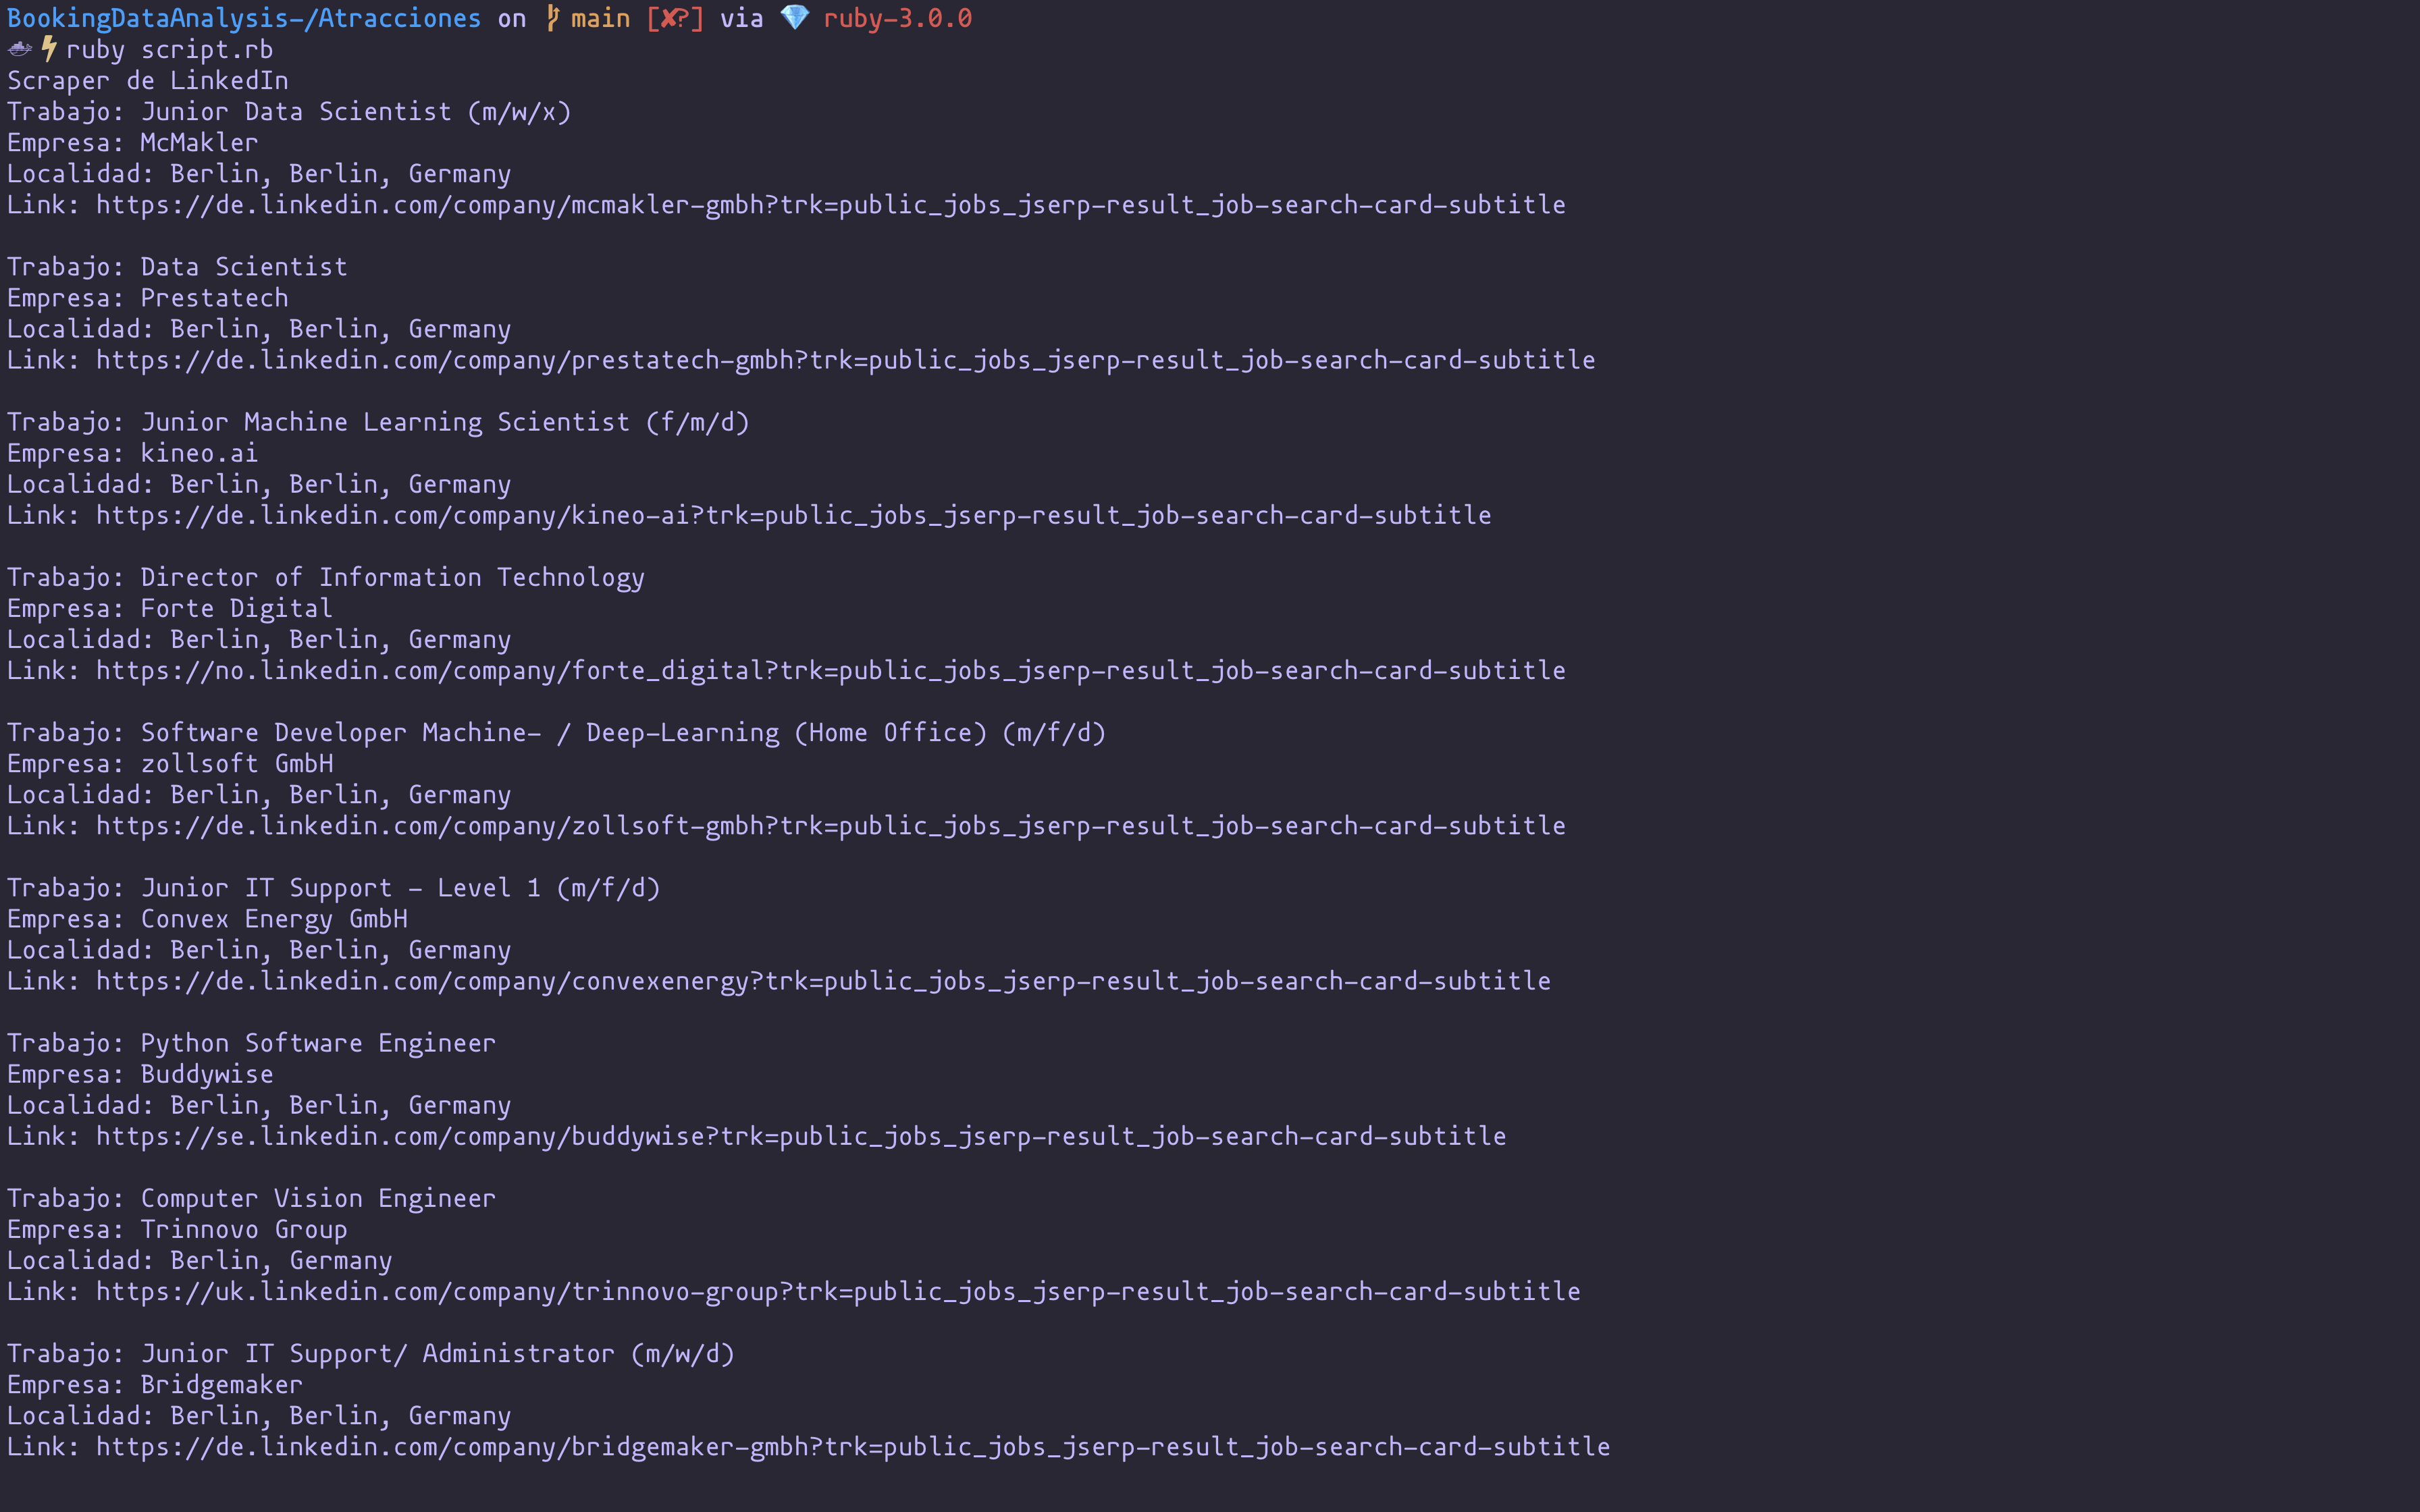 BookingDataAnalysis-/Atracciones on main [✘?] via 💎 ruby-3.0.0
⚡ruby script.rb
Scraper de LinkedIn
Trabajo: Junior Data Scientist (m/w/x)
Empresa: McMakler
Localidad: Berlin, Berlin, Germany
Link: https://de.linkedin.com/company/mcmakler-gmbh?trk=public_jobs_jserp-result_job-search-card-subtitle

Trabajo: Data Scientist
Empresa: Prestatech
Localidad: Berlin, Berlin, Germany
Link: https://de.linkedin.com/company/prestatech-gmbh?trk=public_jobs_jserp-result_job-search-card-subtitle

Trabajo: Junior Machine Learning Scientist (f/m/d)
Empresa: kineo.ai
Localidad: Berlin, Berlin, Germany
Link: https://de.linkedin.com/company/kineo-ai?trk=public_jobs_jserp-result_job-search-card-subtitle

Trabajo: Director of Information Technology
Empresa: Forte Digital
Localidad: Berlin, Berlin, Germany
Link: https://no.linkedin.com/company/forte_digital?trk=public_jobs_jserp-result_job-search-card-subtitle

Trabajo: Software Developer Machine- / Deep-Learning (Home Office) (m/f/d)
Empresa: zollsoft GmbH
Localidad: Berlin, Berlin, Germany
Link: https://de.linkedin.com/company/zollsoft-gmbh?trk=public_jobs_jserp-result_job-search-card-subtitle

Trabajo: Junior IT Support - Level 1 (m/f/d)
Empresa: Convex Energy GmbH
Localidad: Berlin, Berlin, Germany
Link: https://de.linkedin.com/company/convexenergy?trk=public_jobs_jserp-result_job-search-card-subtitle

Trabajo: Python Software Engineer
Empresa: Buddywise
Localidad: Berlin, Berlin, Germany
Link: https://se.linkedin.com/company/buddywise?trk=public_jobs_jserp-result_job-search-card-subtitle

Trabajo: Computer Vision Engineer
Empresa: Trinnovo Group
Localidad: Berlin, Germany
Link: https://uk.linkedin.com/company/trinnovo-group?trk=public_jobs_jserp-result_job-search-card-subtitle

Trabajo: Junior IT Support/ Administrator (m/w/d)
Empresa: Bridgemaker
Localidad: Berlin, Berlin, Germany
Link: https://de.linkedin.com/company/bridgemaker-gmbh?trk=public_jobs_jserp-result_job-search-card-subtitle